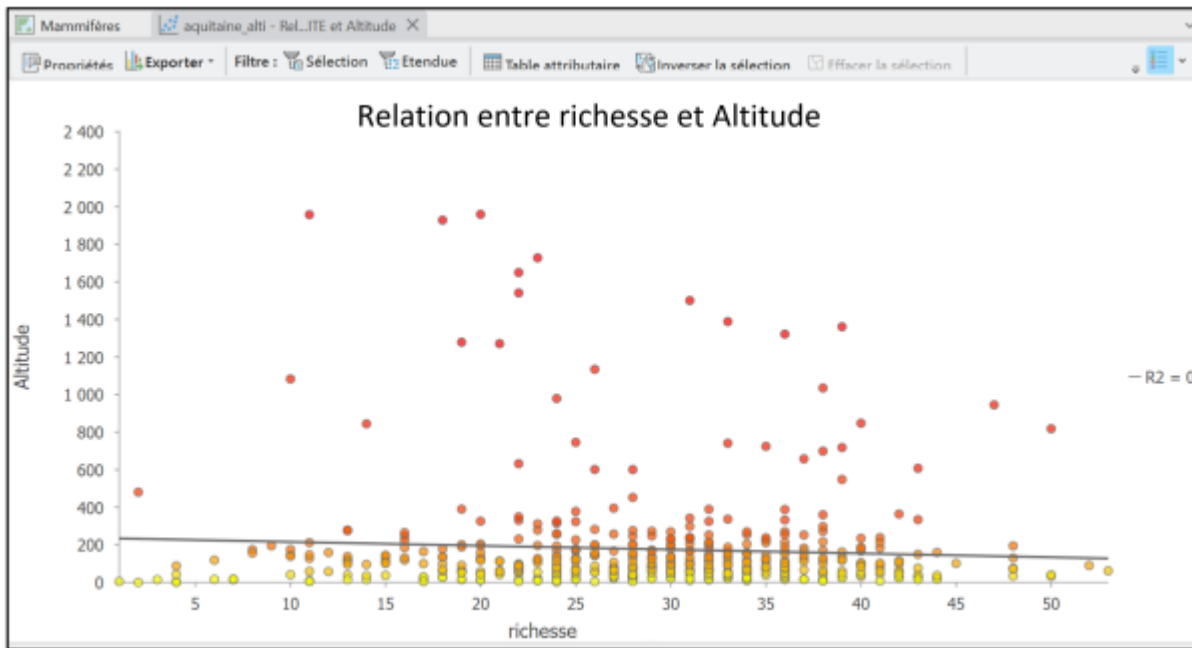 Mammifères aquitaine_alti - Rel...ITE et Altitude
Propriétés Exporter Filtre : Sélection Etendue Table attributaire Inverser la sélection Effacer la sélection
Relation entre richesse et Altitude
2 400
2 200
2 000
1 800
1 600
1 400
1 200
1 000
800
600
400
200
0
Altitude
R2 = 0
5 10 15 20 25 30 35 40 45 50
richesse